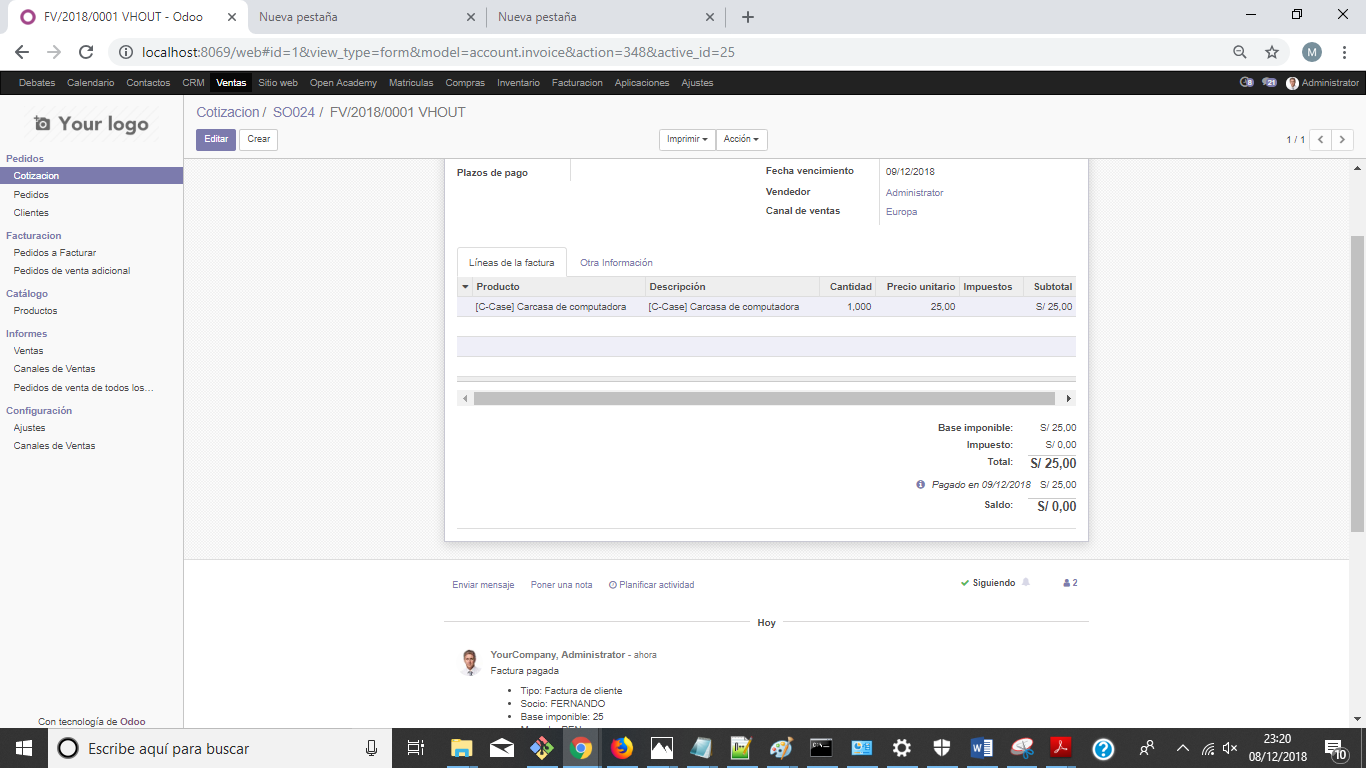 FV/2018/0001 VHOUT - Odoo
Nueva pestaña
Nueva pestaña
localhost:8069/web#id=1&view_type=form&model=account.invoice&action=348&active_id=25
M
Debates Calendario Contactos CRM Ventas Sitio web Open Academy Matriculas Compras Inventario Facturacion Aplicaciones Ajustes
21 Administrator
Your logo
Cotizacion / SO024 / FV/2018/0001 VHOUT
Editar Crear Imprimir Acción 1 / 1
Pedidos
Cotizacion
Pedidos
Clientes
Facturacion
Pedidos a Facturar
Pedidos de venta adicional
Catálogo
Productos
Informes
Ventas
Canales de Ventas
Pedidos de venta de todos los…
Configuración
Ajustes
Canales de Ventas
Con tecnología de Odoo
Plazos de pago
Fecha vencimiento 09/12/2018
Vendedor Administrator
Canal de ventas Europa
Líneas de la factura Otra Información
Producto Descripción Cantidad Precio unitario Impuestos Subtotal
[C-Case] Carcasa de computadora [C-Case] Carcasa de computadora 1,000 25,00 S/ 25,00
Base imponible: S/ 25,00
Impuesto: S/ 0,00
Total: S/ 25,00
Pagado en 09/12/2018 S/ 25,00
Saldo: S/ 0,00
Enviar mensaje Poner una nota Planificar actividad Siguiendo 2
Hoy
YourCompany, Administrator - ahora
Factura pagada
• Tipo: Factura de cliente
• Socio: FERNANDO
• Base imponible: 25
Escribe aquí para buscar
23:20
08/12/2018
10